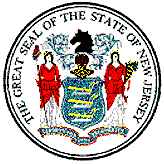 THE GREAT SEAL OF THE STATE OF NEW JERSEY